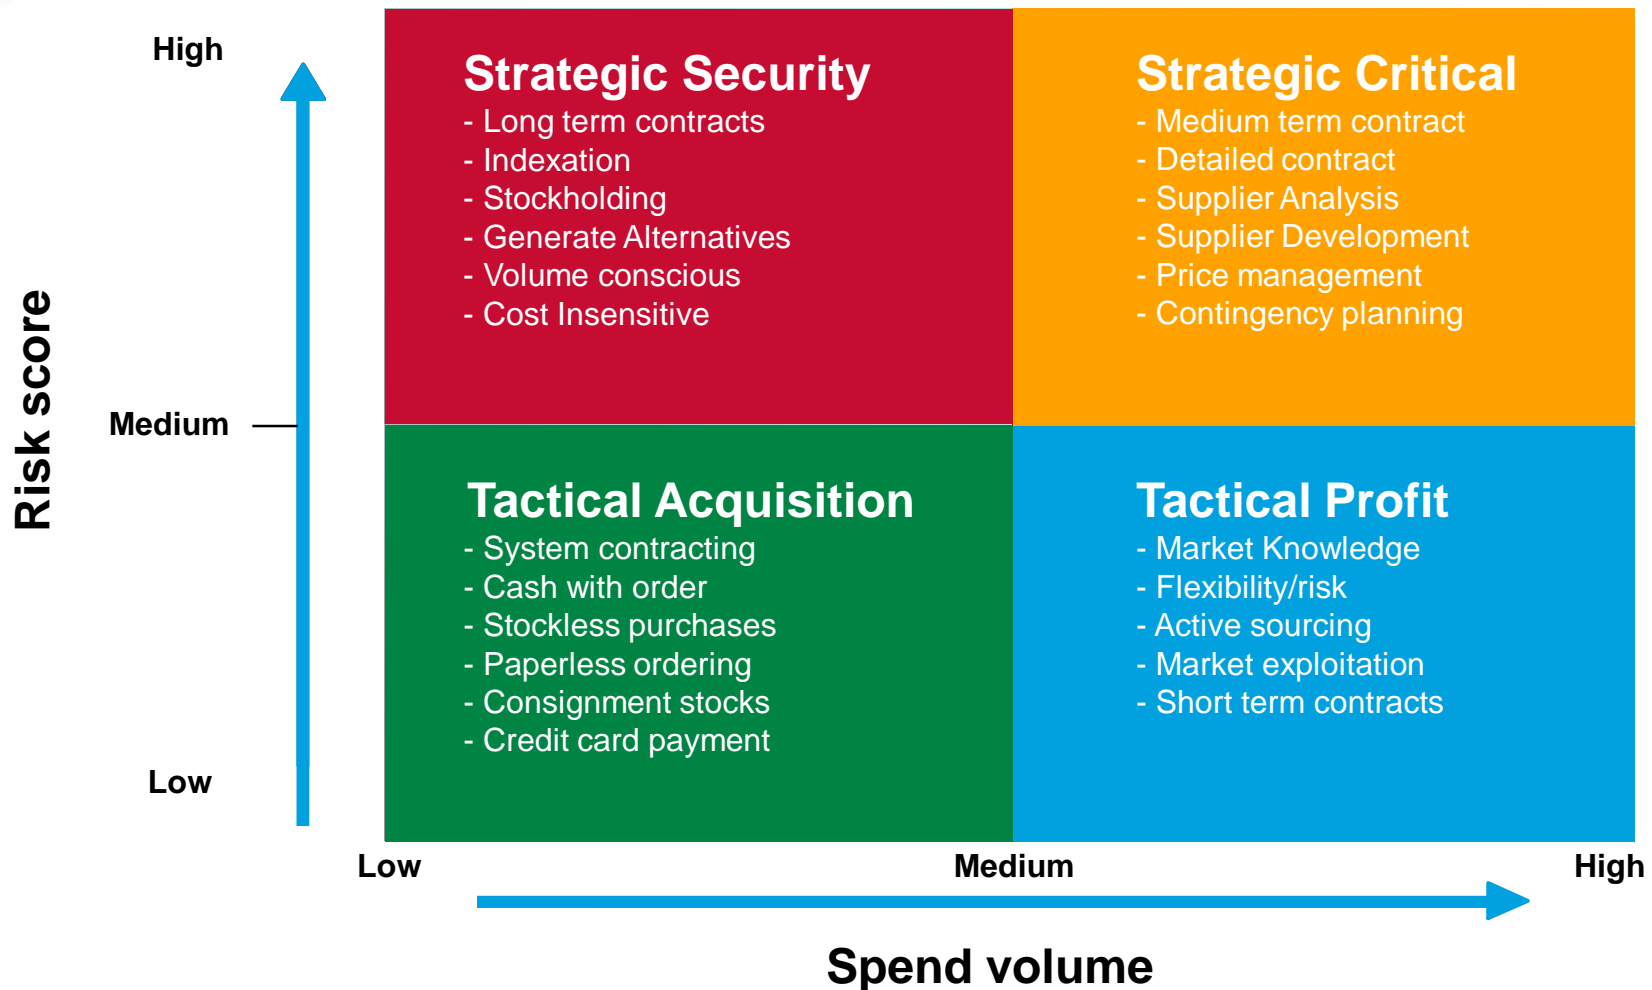 High
Medium
Low
Risk score
Strategic Security
- Long term contracts
- Indexation
- Stockholding
- Generate Alternatives
- Volume conscious
- Cost Insensitive
Strategic Critical
- Medium term contract
- Detailed contract
- Supplier Analysis
- Supplier Development
- Price management
- Contingency planning
Tactical Acquisition
- System contracting
- Cash with order
- Stockless purchases
- Paperless ordering
- Consignment stocks
- Credit card payment
Tactical Profit
- Market Knowledge
- Flexibility/risk
- Active sourcing
- Market exploitation
- Short term contracts
Low
Medium
High
Spend volume